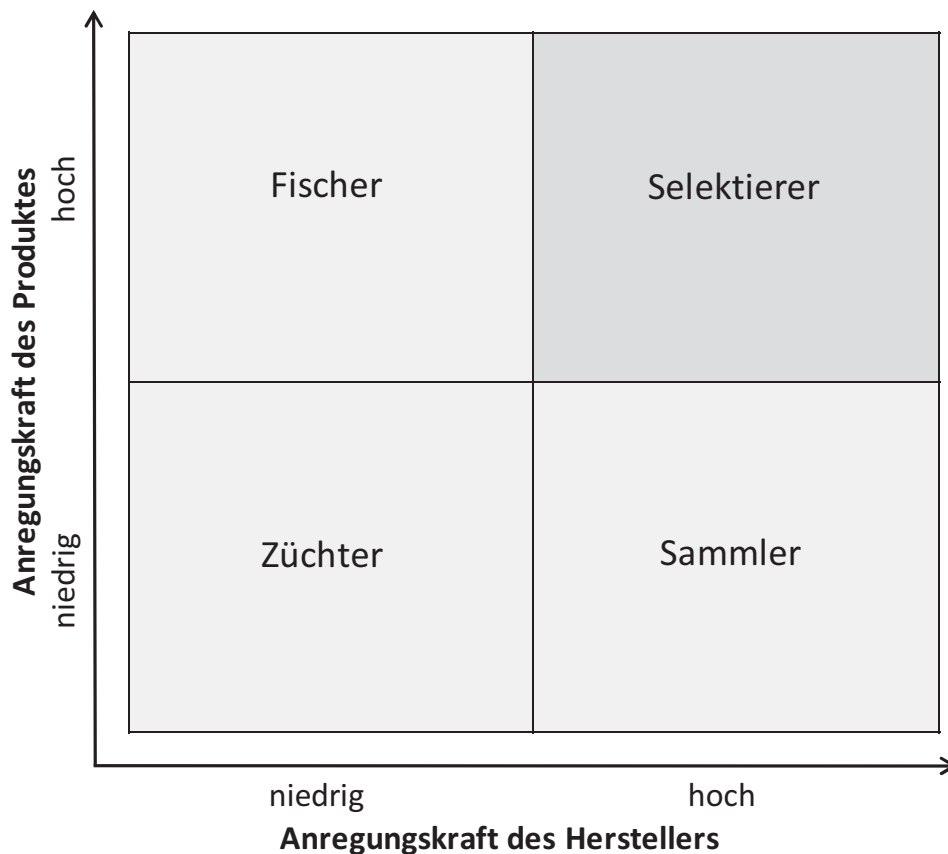 Anregungskraft des Produktes
hoch
niedrig
Fischer
Selektierer
Züchter
Sammler
niedrig
hoch
Anregungskraft des Herstellers